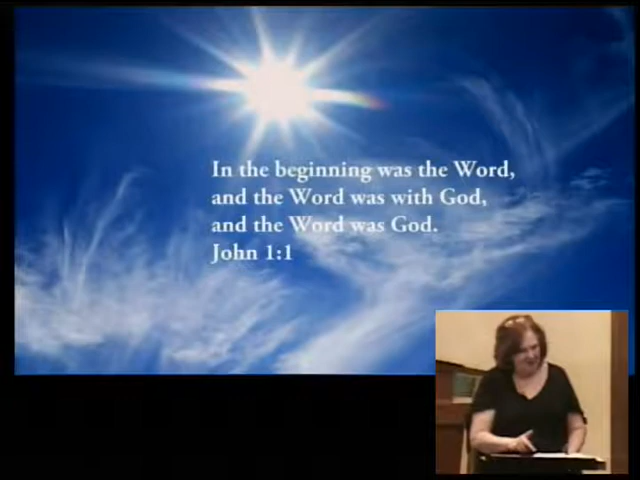 In the beginning was the Word,
and the Word was with God,
and the Word was God.
John 1:1